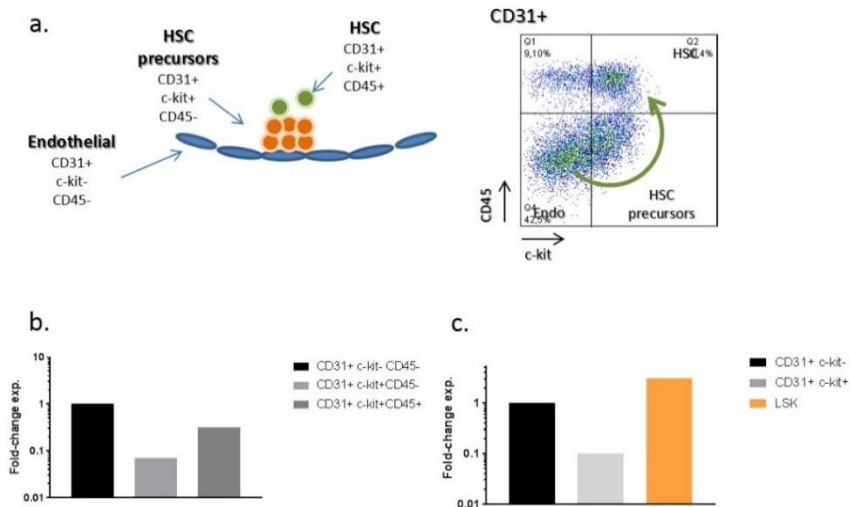 a.
HSC
precursors
CD31+
c-kit+
CD45-
HSC
CD31+
c-kit+
CD45+
Endothelial
CD31+
c-kit-
CD45-
CD31+
Q1
9,10%
Q2
HSC
,4%
CD45
Q4
42,5%
Endo
HSC
precursors
c-kit
b.
Fold-change exp.
10
1
0.1
0.01
CD31+ c-kit- CD45-
CD31+ c-kit+CD45-
CD31+ c-kit+CD45+
c.
Fold-change exp.
1
0.1
0.01
CD31+ c-kit-
CD31+ c-kit+
LSK